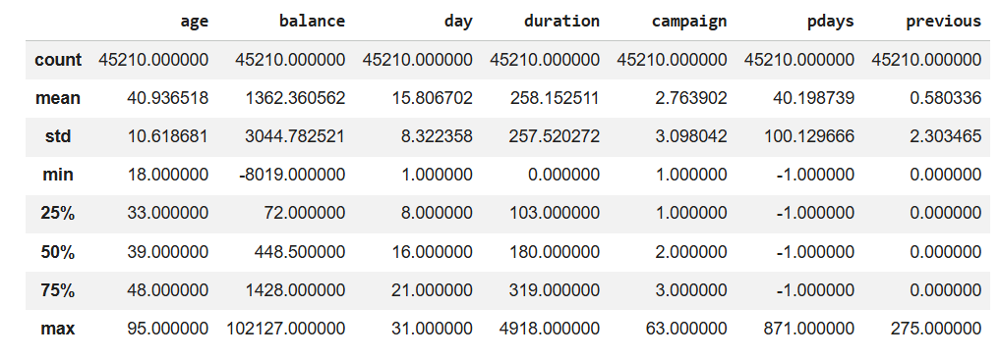 age balance day duration campaign pdays previous
count 45210.000000 45210.000000 45210.000000 45210.000000 45210.000000 45210.000000 45210.000000
mean 40.936518 1362.360562 15.806702 258.152511 2.763902 40.198739 0.580336
std 10.618681 3044.782521 8.322358 257.520272 3.098042 100.129666 2.303465
min 18.000000 -8019.000000 1.000000 0.000000 1.000000 -1.000000 0.000000
25% 33.000000 72.000000 8.000000 103.000000 1.000000 -1.000000 0.000000
50% 39.000000 448.500000 16.000000 180.000000 2.000000 -1.000000 0.000000
75% 48.000000 1428.000000 21.000000 319.000000 3.000000 -1.000000 0.000000
max 95.000000 102127.000000 31.000000 4918.000000 63.000000 871.000000 275.000000